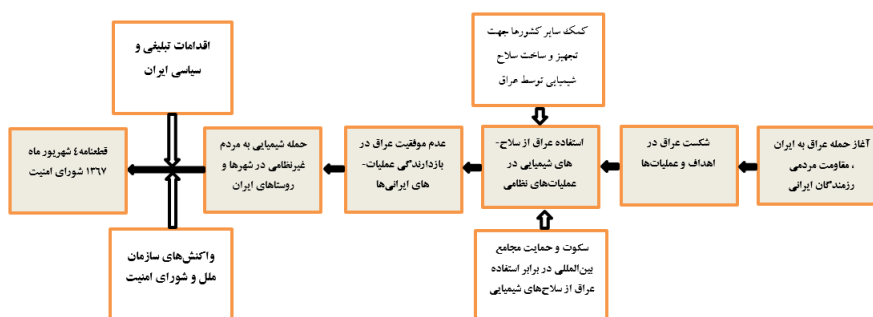 کمک سایر کشورها جهت
تجهیز و ساخت سلاح
شیمیایی توسط عراق
اقدامات تبلیغی و
سیاسی ایران
آغاز حمله عراق به ایران
، مقاومت مردمی
رزمندگان ایرانی
شکست عراق در
اهداف و عملیات‌ها
استفاده عراق از سلاح-
های شیمیایی در
عملیات‌های نظامی
عدم موفقیت عراق در
بازدارندگی عملیات-
های ایرانی‌ها
حمله شیمیایی به مردم
غیرنظامی در شهرها و
روستاهای ایران
قطعنامه ٤ شهریور ماه
١٣٦٧ شورای امنیت
سکوت و حمایت مجامع
بین‌المللی در برابر استفاده
عراق از سلاح‌های شیمیایی
واکنش‌های سازمان
ملل و شورای امنیت